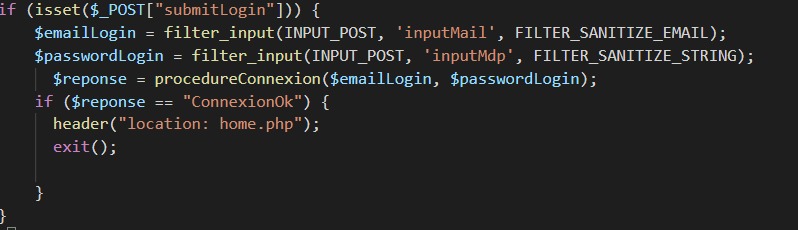 if (isset($_POST["submitLogin"])) {
$emailLogin = filter_input(INPUT_POST, 'inputMail', FILTER_SANITIZE_EMAIL);
$passwordLogin = filter_input(INPUT_POST, 'inputMdp', FILTER_SANITIZE_STRING);
$reponse = procedureConnexion($emailLogin, $passwordLogin);
if ($reponse == "ConnexionOk") {
header("location: home.php");
exit();
}
}